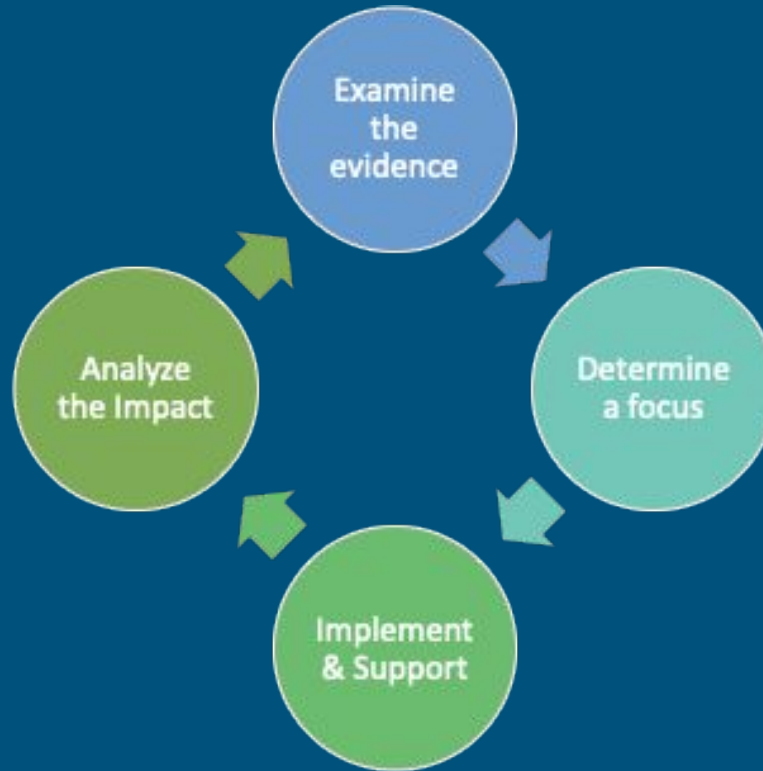 Examine
the
evidence
Determine
a focus
Implement
& Support
Analyze
the Impact